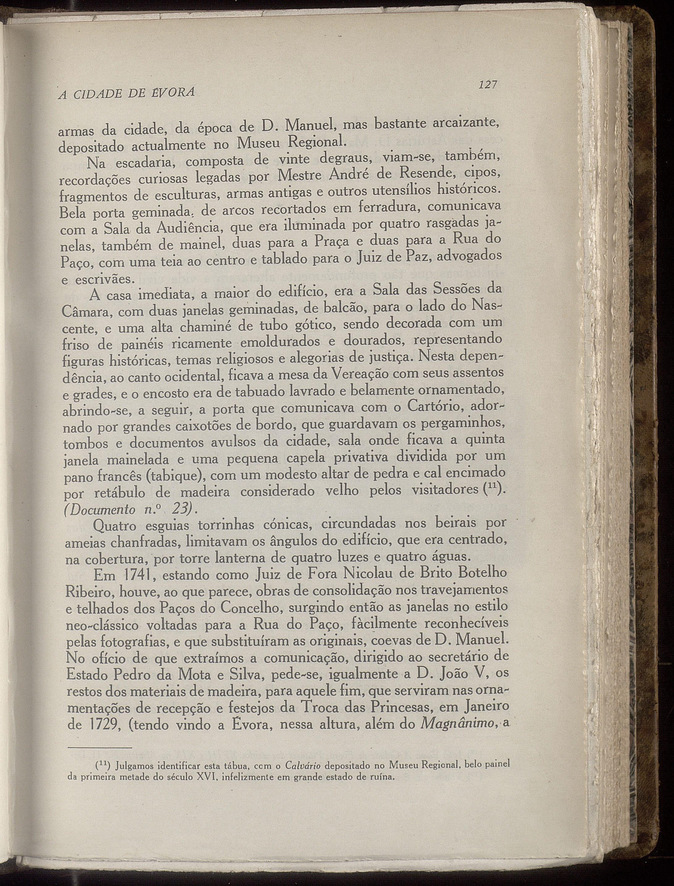 A CIDADE DE ÉVORA
127
armas da cidade, da época de D. Manuel, mas bastante arcaizante,
depositado actualmente no Museu Regional.
Na escadaria, composta de vinte degraus, viam-se, também,
recordações curiosas legadas por Mestre André de Resende, cipos,
fragmentos de esculturas, armas antigas e outros utensílios históricos.
Bela porta geminada, de arcos recortados em ferradura, comunicava
com a Sala da Audiência, que era iluminada por quatro rasgadas ja-
nelas, também de mainel, duas para a Praça e duas para a Rua do
Paço, com uma teia ao centro e tablado para o Juiz de Paz, advogados
e escrivães.
A casa imediata, a maior do edifício, era a Sala das Sessões da
Câmara, com duas janelas geminadas, de balcão, para o lado do Nas-
cente, e uma alta chaminé de tubo gótico, sendo decorada com um
friso de painéis ricamente emoldurados e dourados, representando
figuras históricas, temas religiosos e alegorias de justiça. Nesta depen-
dência, ao canto ocidental, ficava a mesa da Vereação com seus assentos
e grades, e o encosto era de tabuado lavrado e belamente ornamentado,
abrindo-se, a seguir, a porta que comunicava com o Cartório, ador-
nado por grandes caixotões de bordo, que guardavam os pergaminhos,
tombos e documentos avulsos da cidade, sala onde ficava a quinta
janela mainelada e uma pequena capela privativa dividida por um
pano francês (tabique), com um modesto altar de pedra e cal encimado
por retábulo de madeira considerado velho pelos visitadores (¹¹).
(Documento n.º 23).
Quatro esguias torrinhas cónicas, circundadas nos beirais por
ameias chanfradas, limitavam os ângulos do edifício, que era centrado,
na cobertura, por torre lanterna de quatro luzes e quatro águas.
Em 1741, estando como Juiz de Fora Nicolau de Brito Botelho
Ribeiro, houve, ao que parece, obras de consolidação nos travejamentos
e telhados dos Paços do Concelho, surgindo então as janelas no estilo
neo-clássico voltadas para a Rua do Paço, fàcilmente reconhecíveis
pelas fotografias, e que substituíram as originais, coevas de D. Manuel.
No ofício de que extraímos a comunicação, dirigido ao secretário de
Estado Pedro da Mota e Silva, pede-se, igualmente a D. João V, os
restos dos materiais de madeira, para aquele fim, que serviram nas orna-
mentações de recepção e festejos da Troca das Princesas, em Janeiro
de 1729, (tendo vindo a Évora, nessa altura, além do Magnânimo, a
(¹¹) Julgamos identificar esta tábua, com o Calvário depositado no Museu Regional, belo painel
da primeira metade do século XVI, infelizmente em grande estado de ruína.